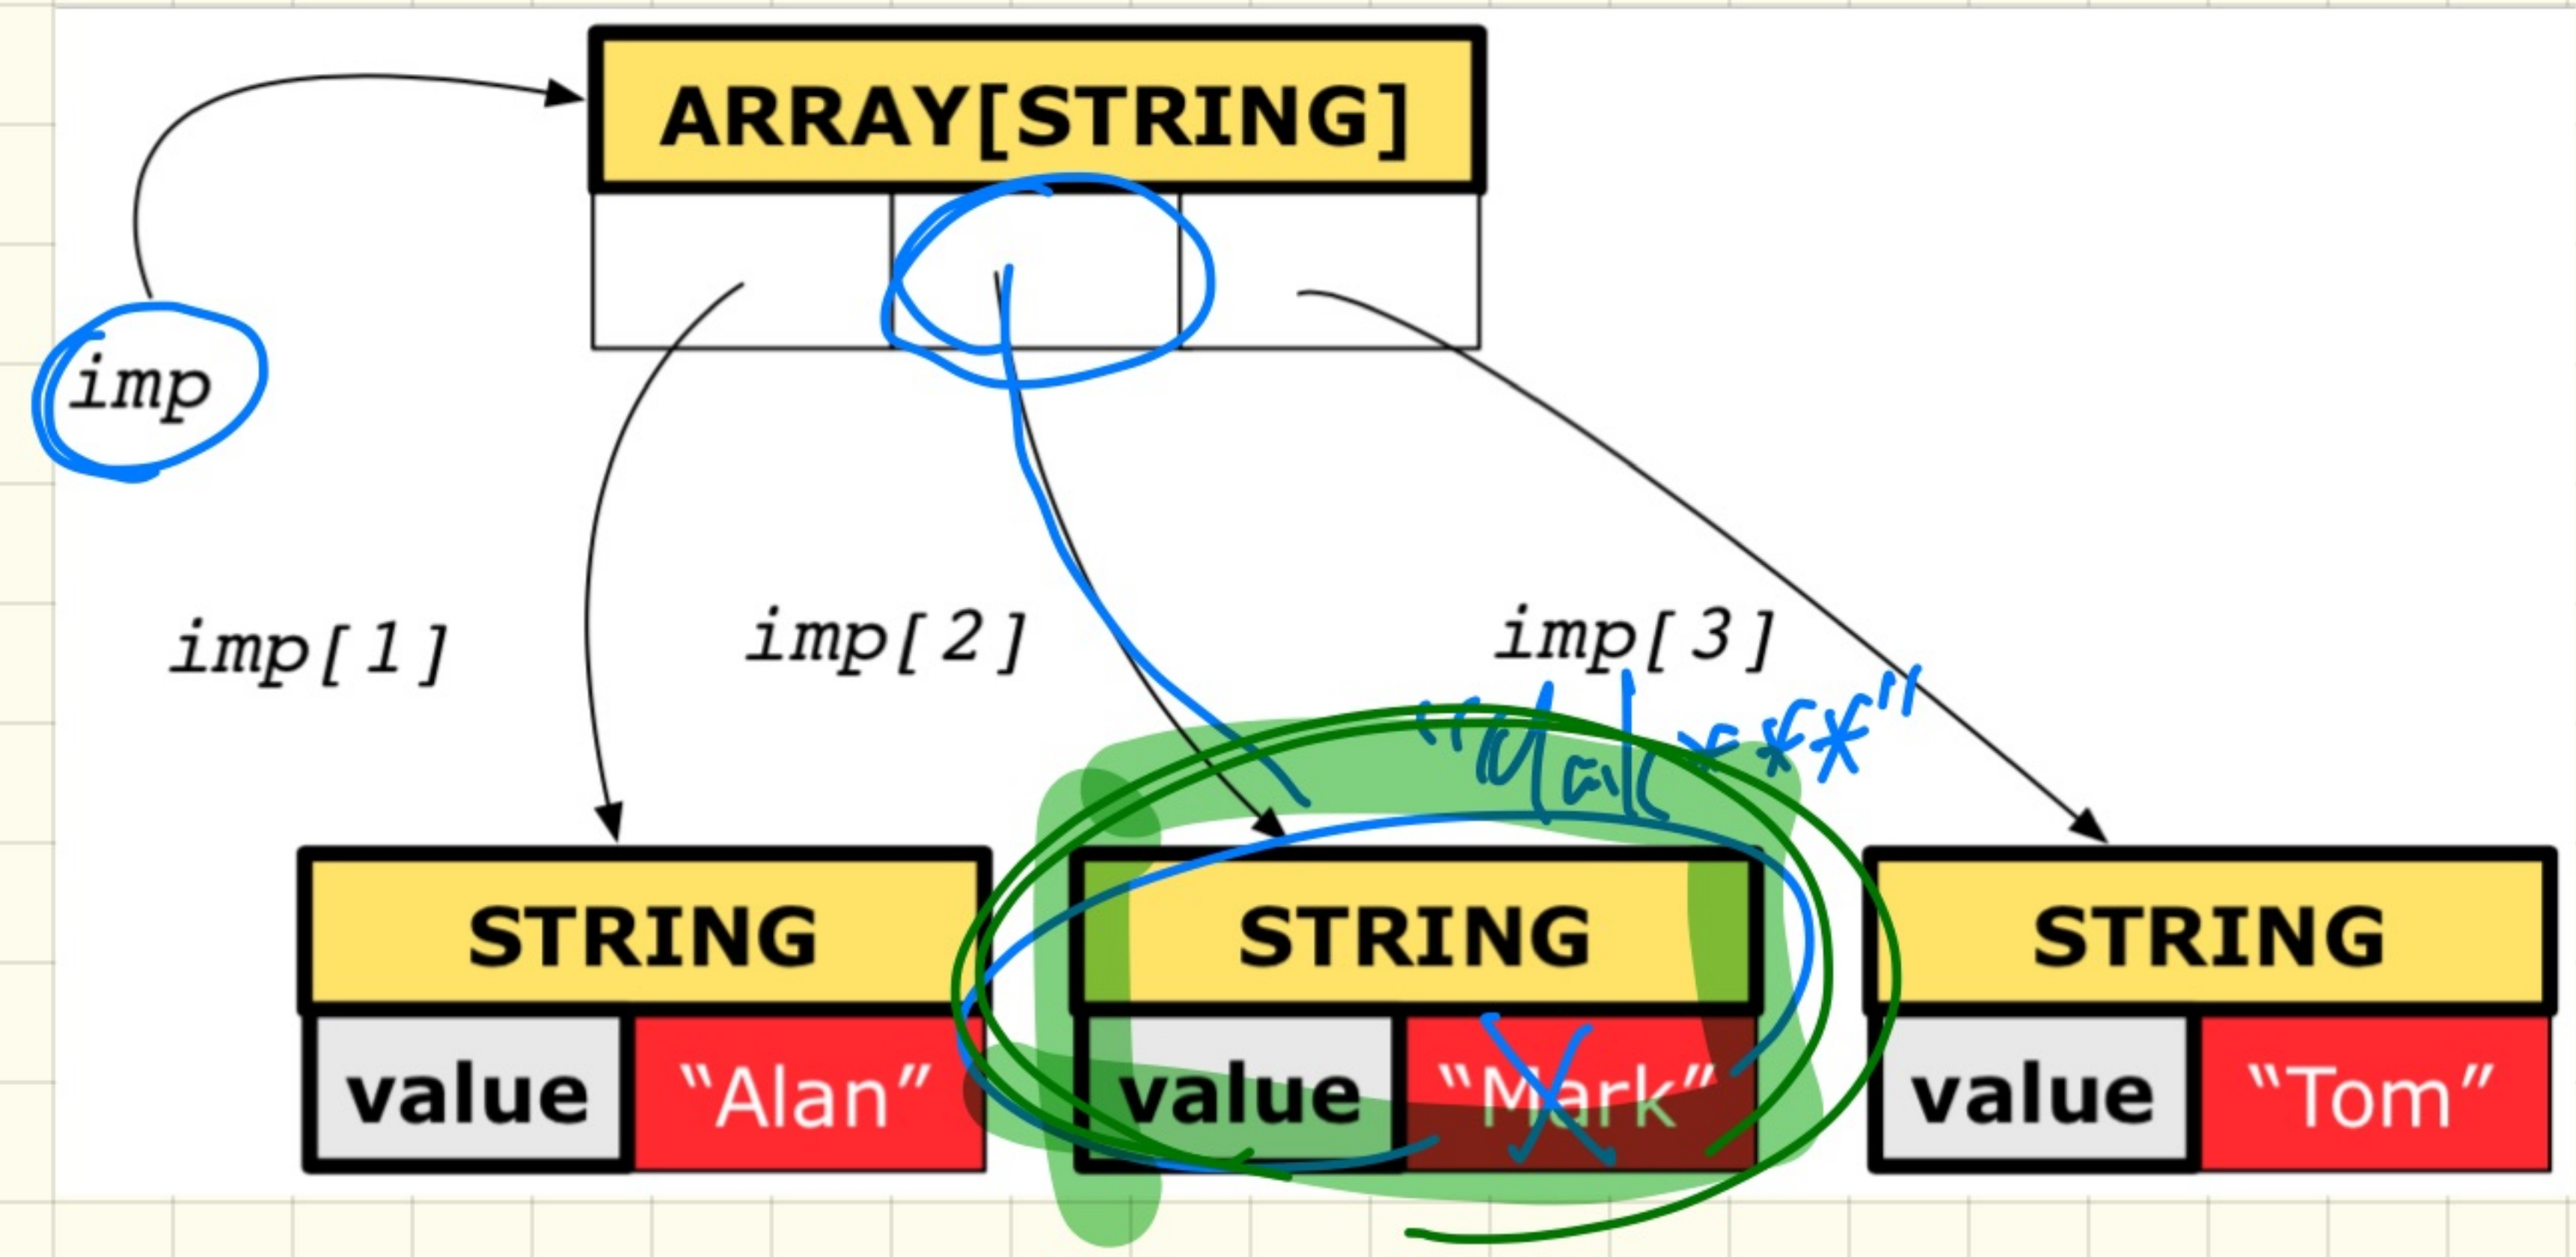 ARRAY[STRING]
imp
imp[1] imp[2] imp[3]
STRING STRING STRING
value “Alan” value “Mark” value “Tom”